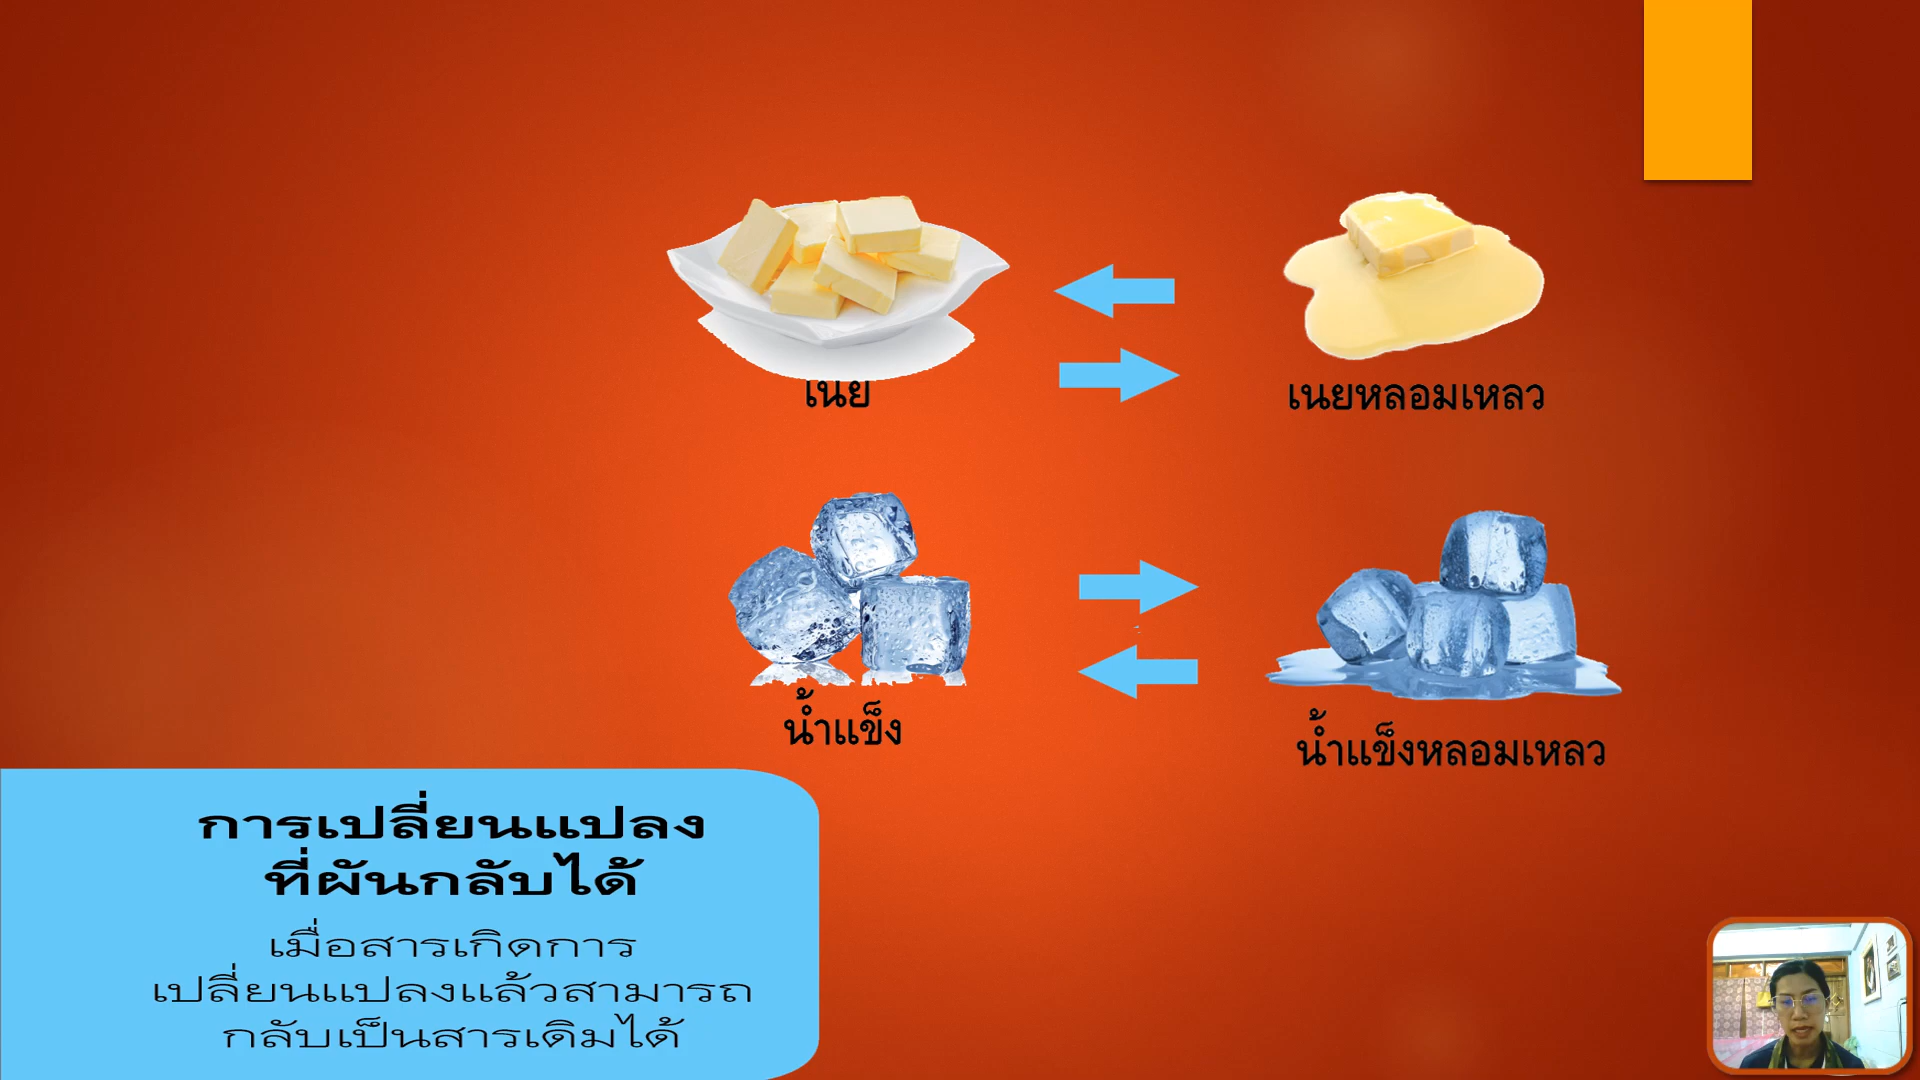 เนย
เนยหลอมเหลว
น้ำแข็ง
น้ำแข็งหลอมเหลว
การเปลี่ยนแปลง
ที่ผันกลับได้
เมื่อสารเกิดการ
เปลี่ยนแปลงแล้วสามารถ
กลับเป็นสารเดิมได้